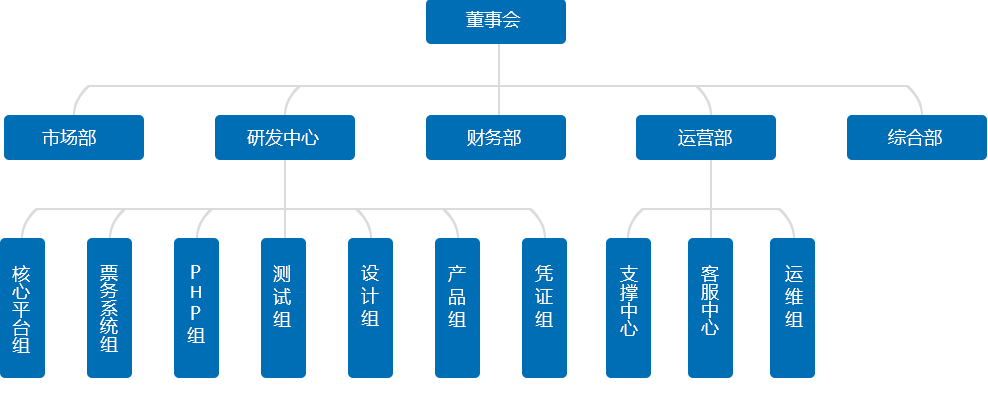 董事会
市场部
研发中心
财务部
运营部
综合部
核心平台组
票务系统组
PHP组
测试组
设计组
产品组
凭证组
支撑中心
客服中心
运维组